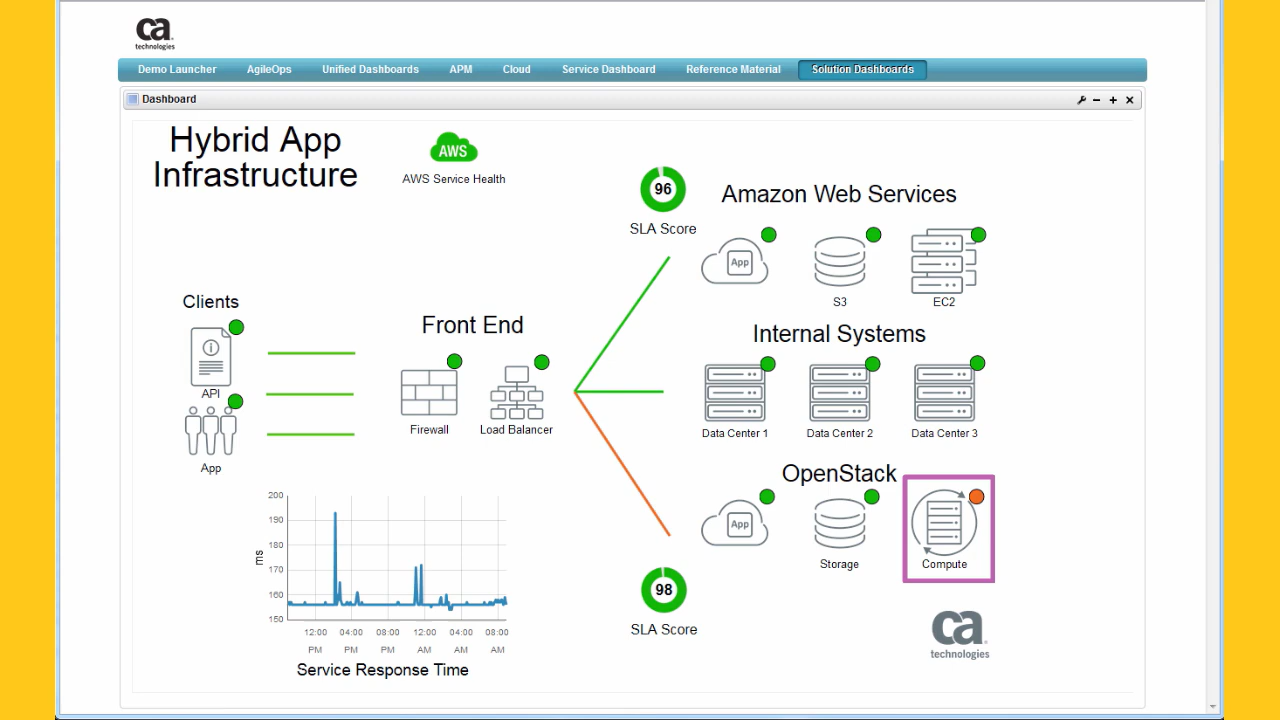 ca
technologies
Demo Launcher AgileOps Unified Dashboards APM Cloud Service Dashboard Reference Material Solution Dashboards
Dashboard
Hybrid App
Infrastructure
AWS
AWS Service Health
96
SLA Score
Amazon Web Services
App
S3
EC2
Clients
API
App
Front End
Firewall
Load Balancer
Internal Systems
Data Center 1
Data Center 2
Data Center 3
OpenStack
App
Storage
Compute
98
SLA Score
200
190
180
170
160
150
ms
12:00 04:00 08:00 12:00 04:00 08:00
PM PM PM AM AM AM
Service Response Time
ca
technologies